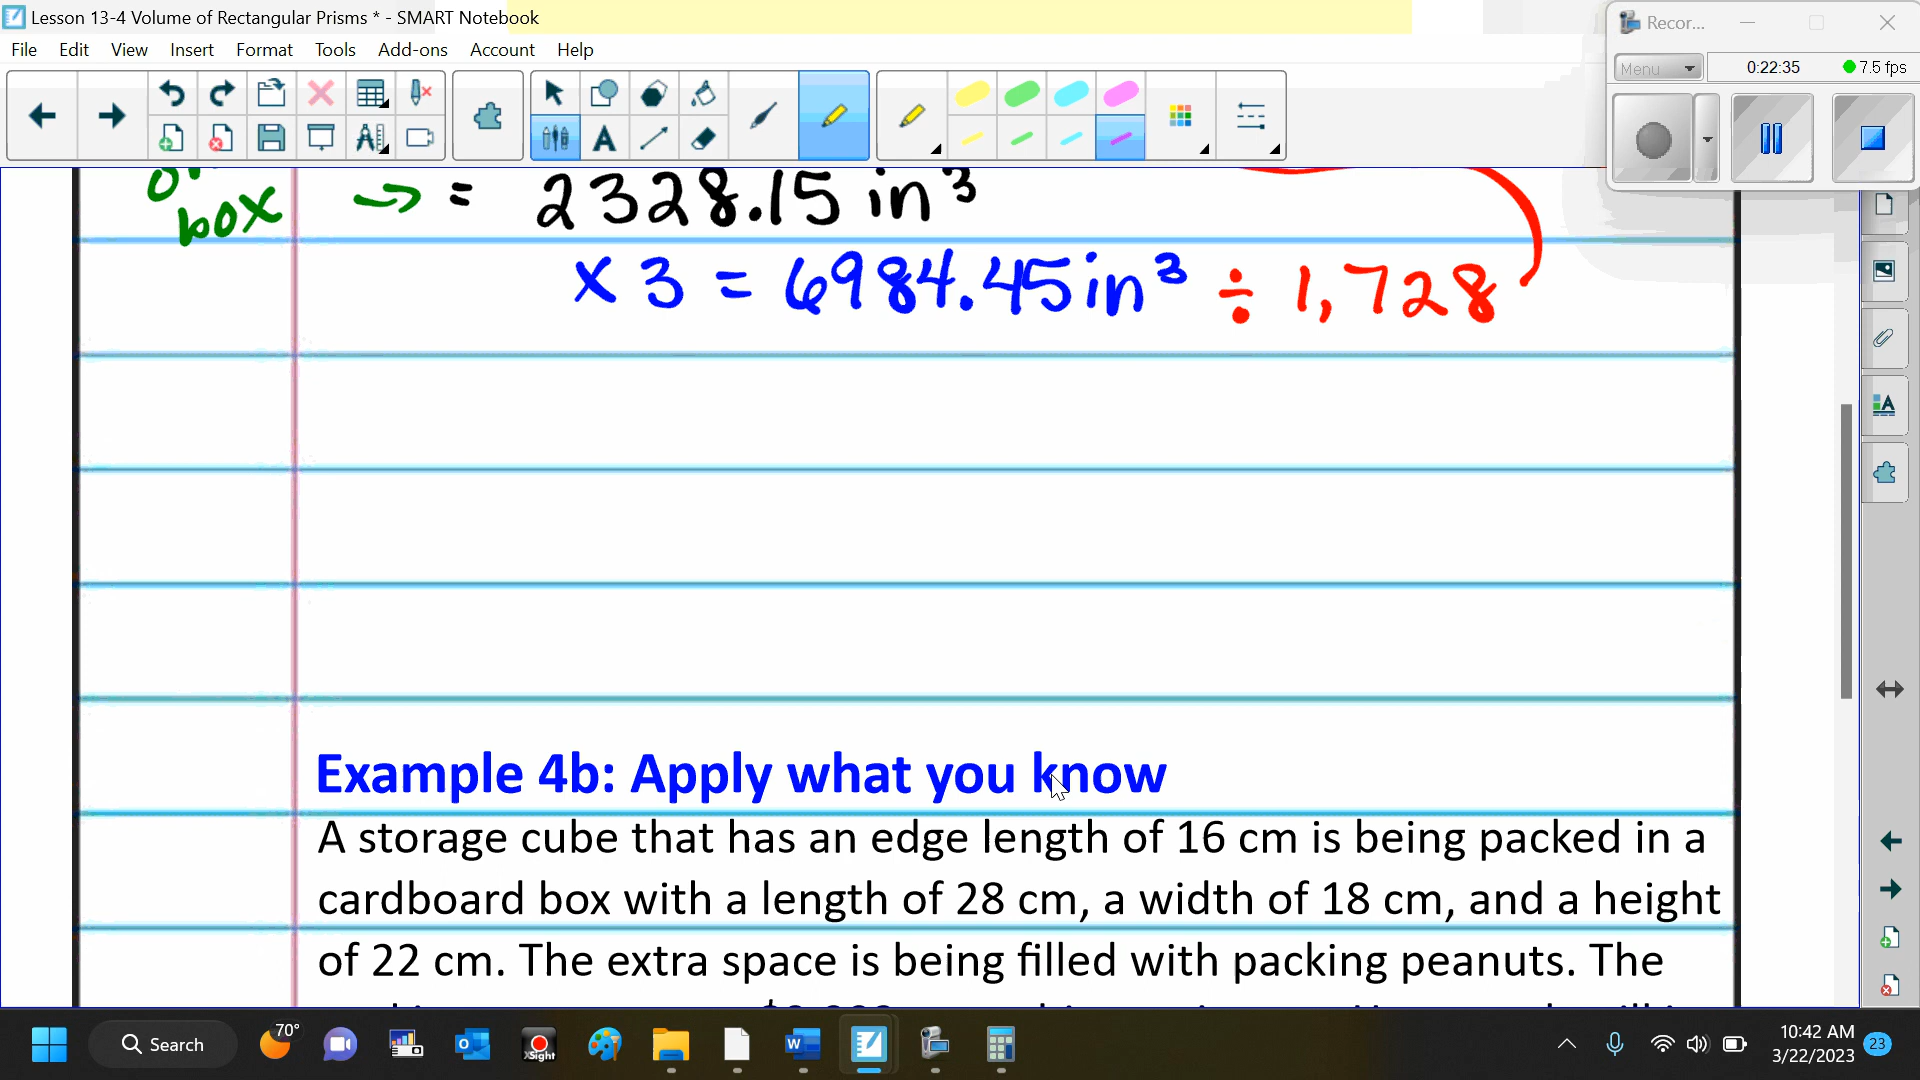 Lesson 13-4 Volume of Rectangular Prisms * - SMART Notebook
Recor...
File Edit View Insert Format Tools Add-ons Account Help
Menu 0:22:35 7.5 fps
box → = 2328.15 in³
x 3 = 6984.45 in³ ÷ 1,728
Example 4b: Apply what you know
A storage cube that has an edge length of 16 cm is being packed in a
cardboard box with a length of 28 cm, a width of 18 cm, and a height
of 22 cm. The extra space is being filled with packing peanuts. The
70°
Search
XSight
10:42 AM
3/22/2023
23